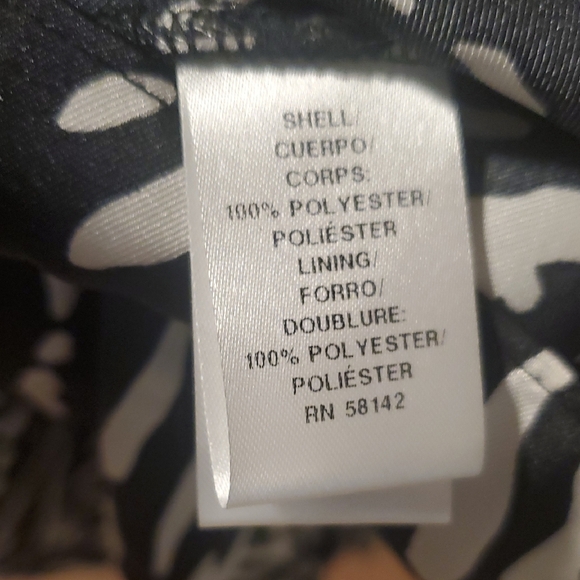 SHELL/
CUERPO/
CORPS:
100% POLYESTER/
POLIÉSTER
LINING/
FORRO/
DOUBLURE:
100% POLYESTER/
POLIÉSTER
RN 58142